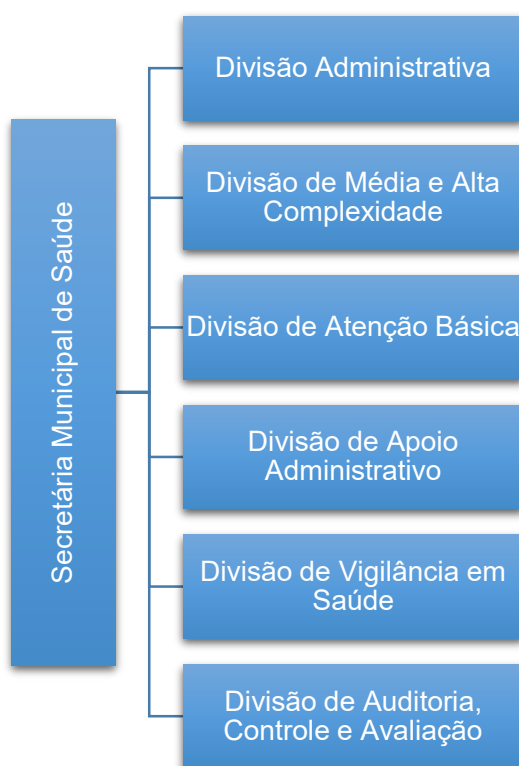 Secretária Municipal de Saúde
Divisão Administrativa
Divisão de Média e Alta
Complexidade
Divisão de Atenção Básica
Divisão de Apoio
Administrativo
Divisão de Vigilância em
Saúde
Divisão de Auditoria,
Controle e Avaliação